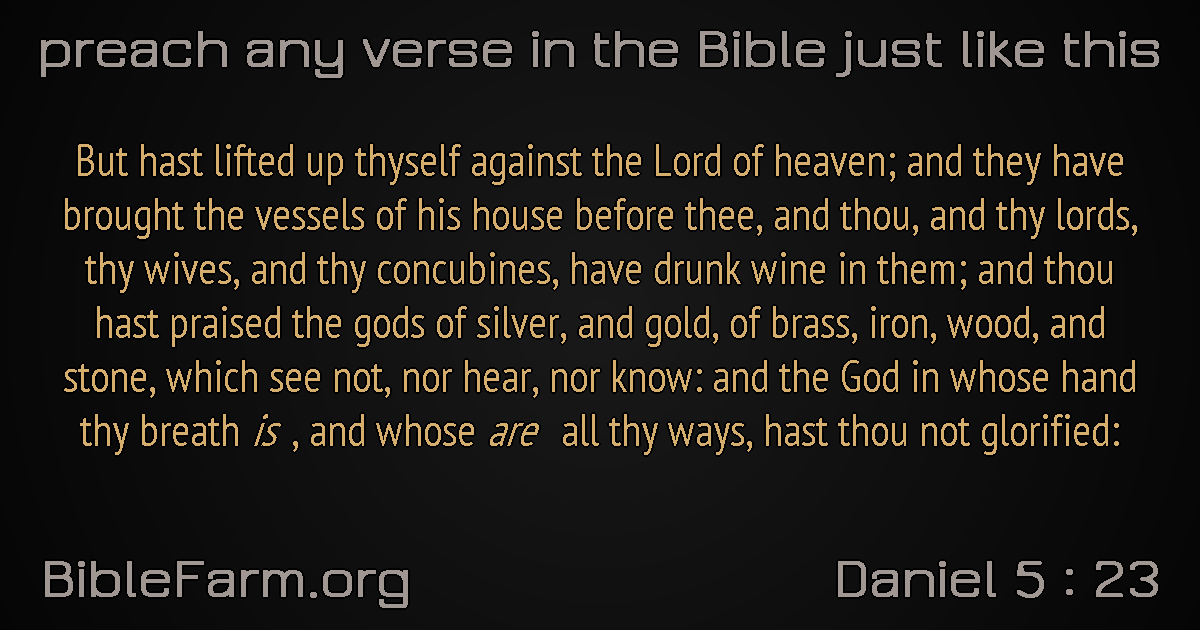 preach any verse in the Bible just like this
But hast lifted up thyself against the Lord of heaven; and they have
brought the vessels of his house before thee, and thou, and thy lords,
thy wives, and thy concubines, have drunk wine in them; and thou
hast praised the gods of silver, and gold, of brass, iron, wood, and
stone, which see not, nor hear, nor know: and the God in whose hand
thy breath is , and whose are all thy ways, hast thou not glorified:
BibleFarm.org
Daniel 5 : 23